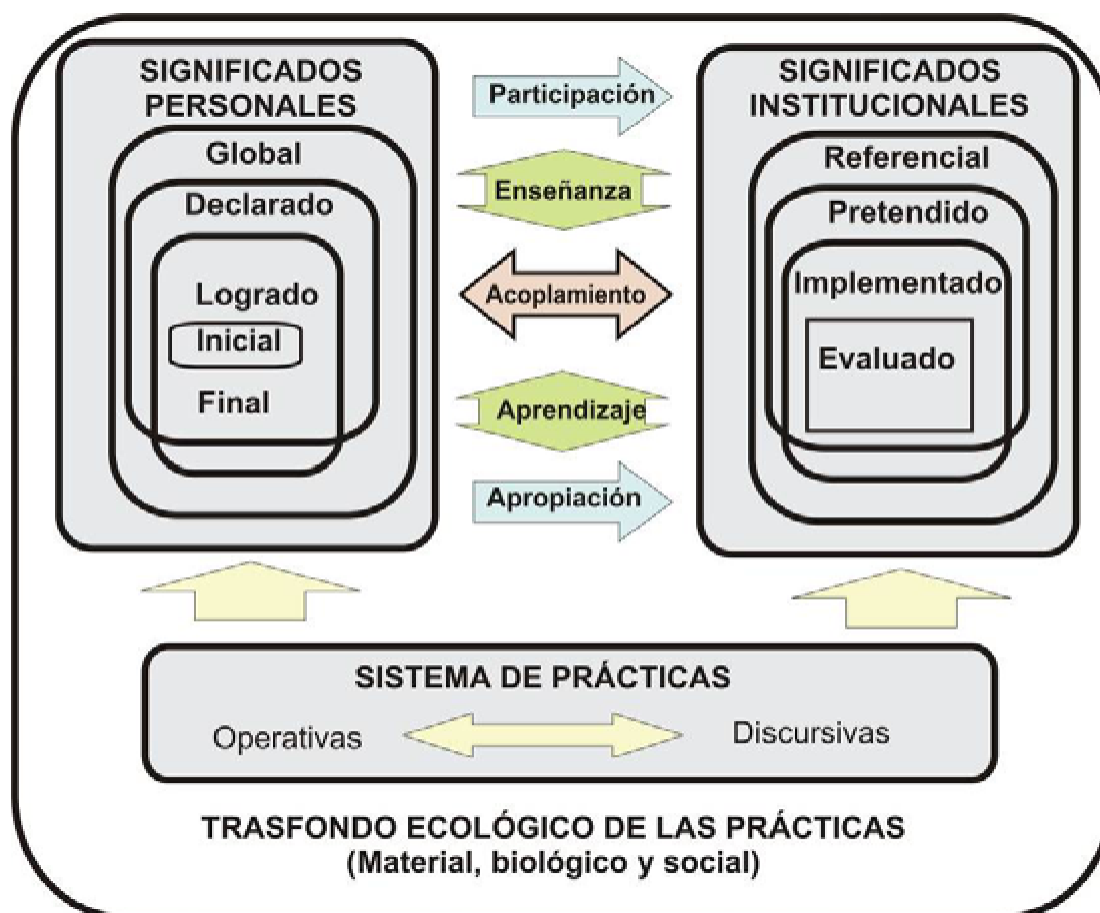 SIGNIFICADOS
PERSONALES
Global
Declarado
Logrado
Inicial
Final
Participación
Enseñanza
Acoplamiento
Aprendizaje
Apropiación
SIGNIFICADOS
INSTITUCIONALES
Referencial
Pretendido
Implementado
Evaluado
SISTEMA DE PRÁCTICAS
Operativas
Discursivas
TRASFONDO ECOLÓGICO DE LAS PRÁCTICAS
(Material, biológico y social)